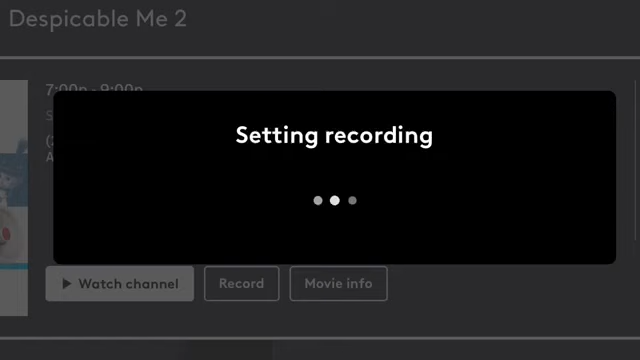 Despicable Me 2
7:00p - 9:00p
Setting recording
Watch channel
Record
Movie info